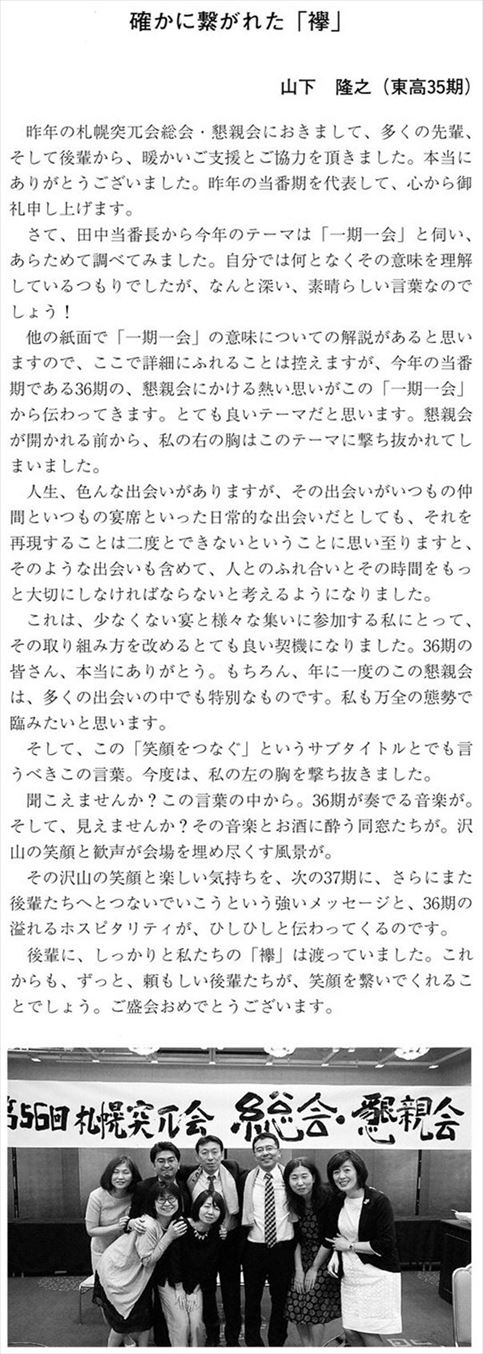 確かに繋がれた「襷」
山下　隆之（東高35期）
昨年の札幌突兀会総会・懇親会におきまして、多くの先輩、
そして後輩から、暖かいご支援とご協力を頂きました。本当に
ありがとうございました。昨年の当番期を代表して、心から御
礼申し上げます。
さて、田中当番長から今年のテーマは「一期一会」と伺い、
あらためて調べてみました。自分では何となくその意味を理解
しているつもりでしたが、なんと深い、素晴らしい言葉なので
しょう！
他の紙面で「一期一会」の意味についての解説があると思い
ますので、ここで詳細にふれることは控えますが、今年の当番
期である36期の、懇親会にかける熱い思いがこの「一期一会」
から伝わってきます。とても良いテーマだと思います。懇親会
が開かれる前から、私の右の胸はこのテーマに撃ち抜かれてし
まいました。
人生、色んな出会いがありますが、その出会いがいつもの仲
間といつもの宴席といった日常的な出会いだとしても、それを
再現することは二度とできないということに思い至りますと、
そのような出会いも含めて、人とのふれ合いとその時間をもっ
と大切にしなければならないと考えるようになりました。
これは、少なくない宴と様々な集いに参加する私にとって、
その取り組み方を改めるとても良い契機になりました。36期の
皆さん、本当にありがとう。もちろん、年に一度のこの懇親会
は、多くの出会いの中でも特別なものです。私も万全の態勢で
臨みたいと思います。
そして、この「笑顔をつなぐ」というサブタイトルとでも言
うべきこの言葉。今度は、私の左の胸を撃ち抜きました。
聞こえませんか？この言葉の中から。36期が奏でる音楽が。
そして、見えませんか？その音楽とお酒に酔う同窓たちが。沢
山の笑顔と歓声が会場を埋め尽くす風景が。
その沢山の笑顔と楽しい気持ちを、次の37期に、さらにまた
後輩たちへとつないでいこうという強いメッセージと、36期の
溢れるホスピタリティが、ひしひしと伝わってくるのです。
後輩に、しっかりと私たちの「襷」は渡っていました。これ
からも、ずっと、頼もしい後輩たちが、笑顔を繋いでくれるこ
とでしょう。ご盛会おめでとうございます。
第56回札幌突兀会 総会・懇親会